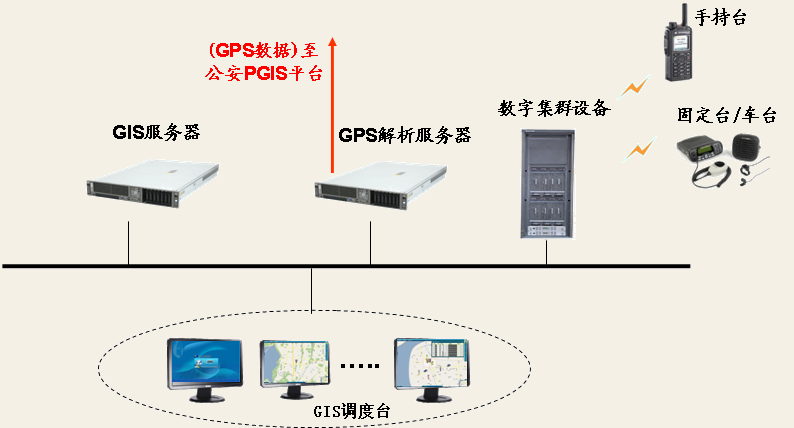 手持台
(GPS数据)至
公安PGIS平台
数字集群设备
固定台/车台
GIS服务器
GPS解析服务器
GIS调度台